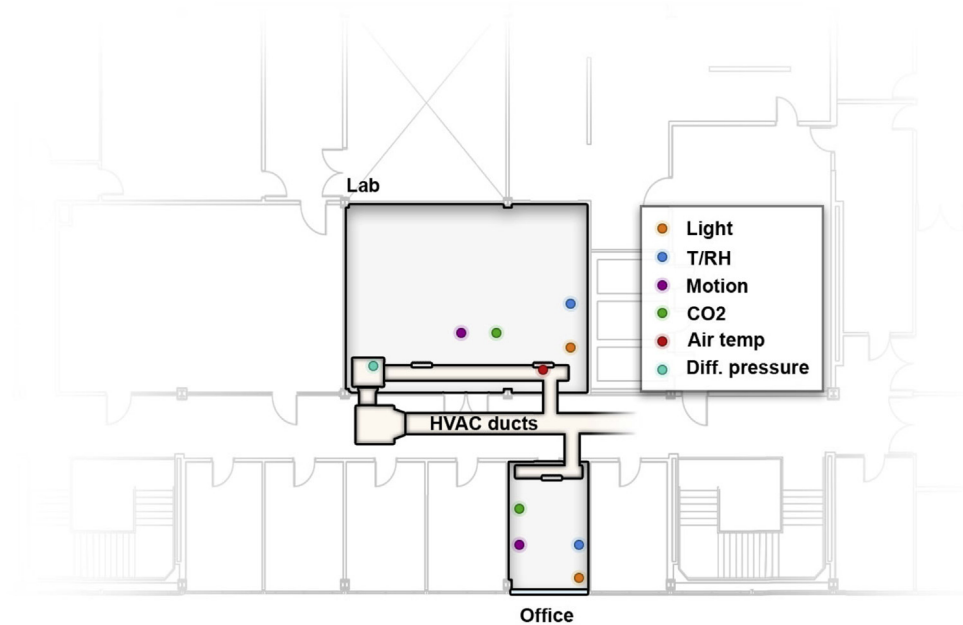 Lab
Light
T/RH
Motion
CO2
Air temp
Diff. pressure
HVAC ducts
Office